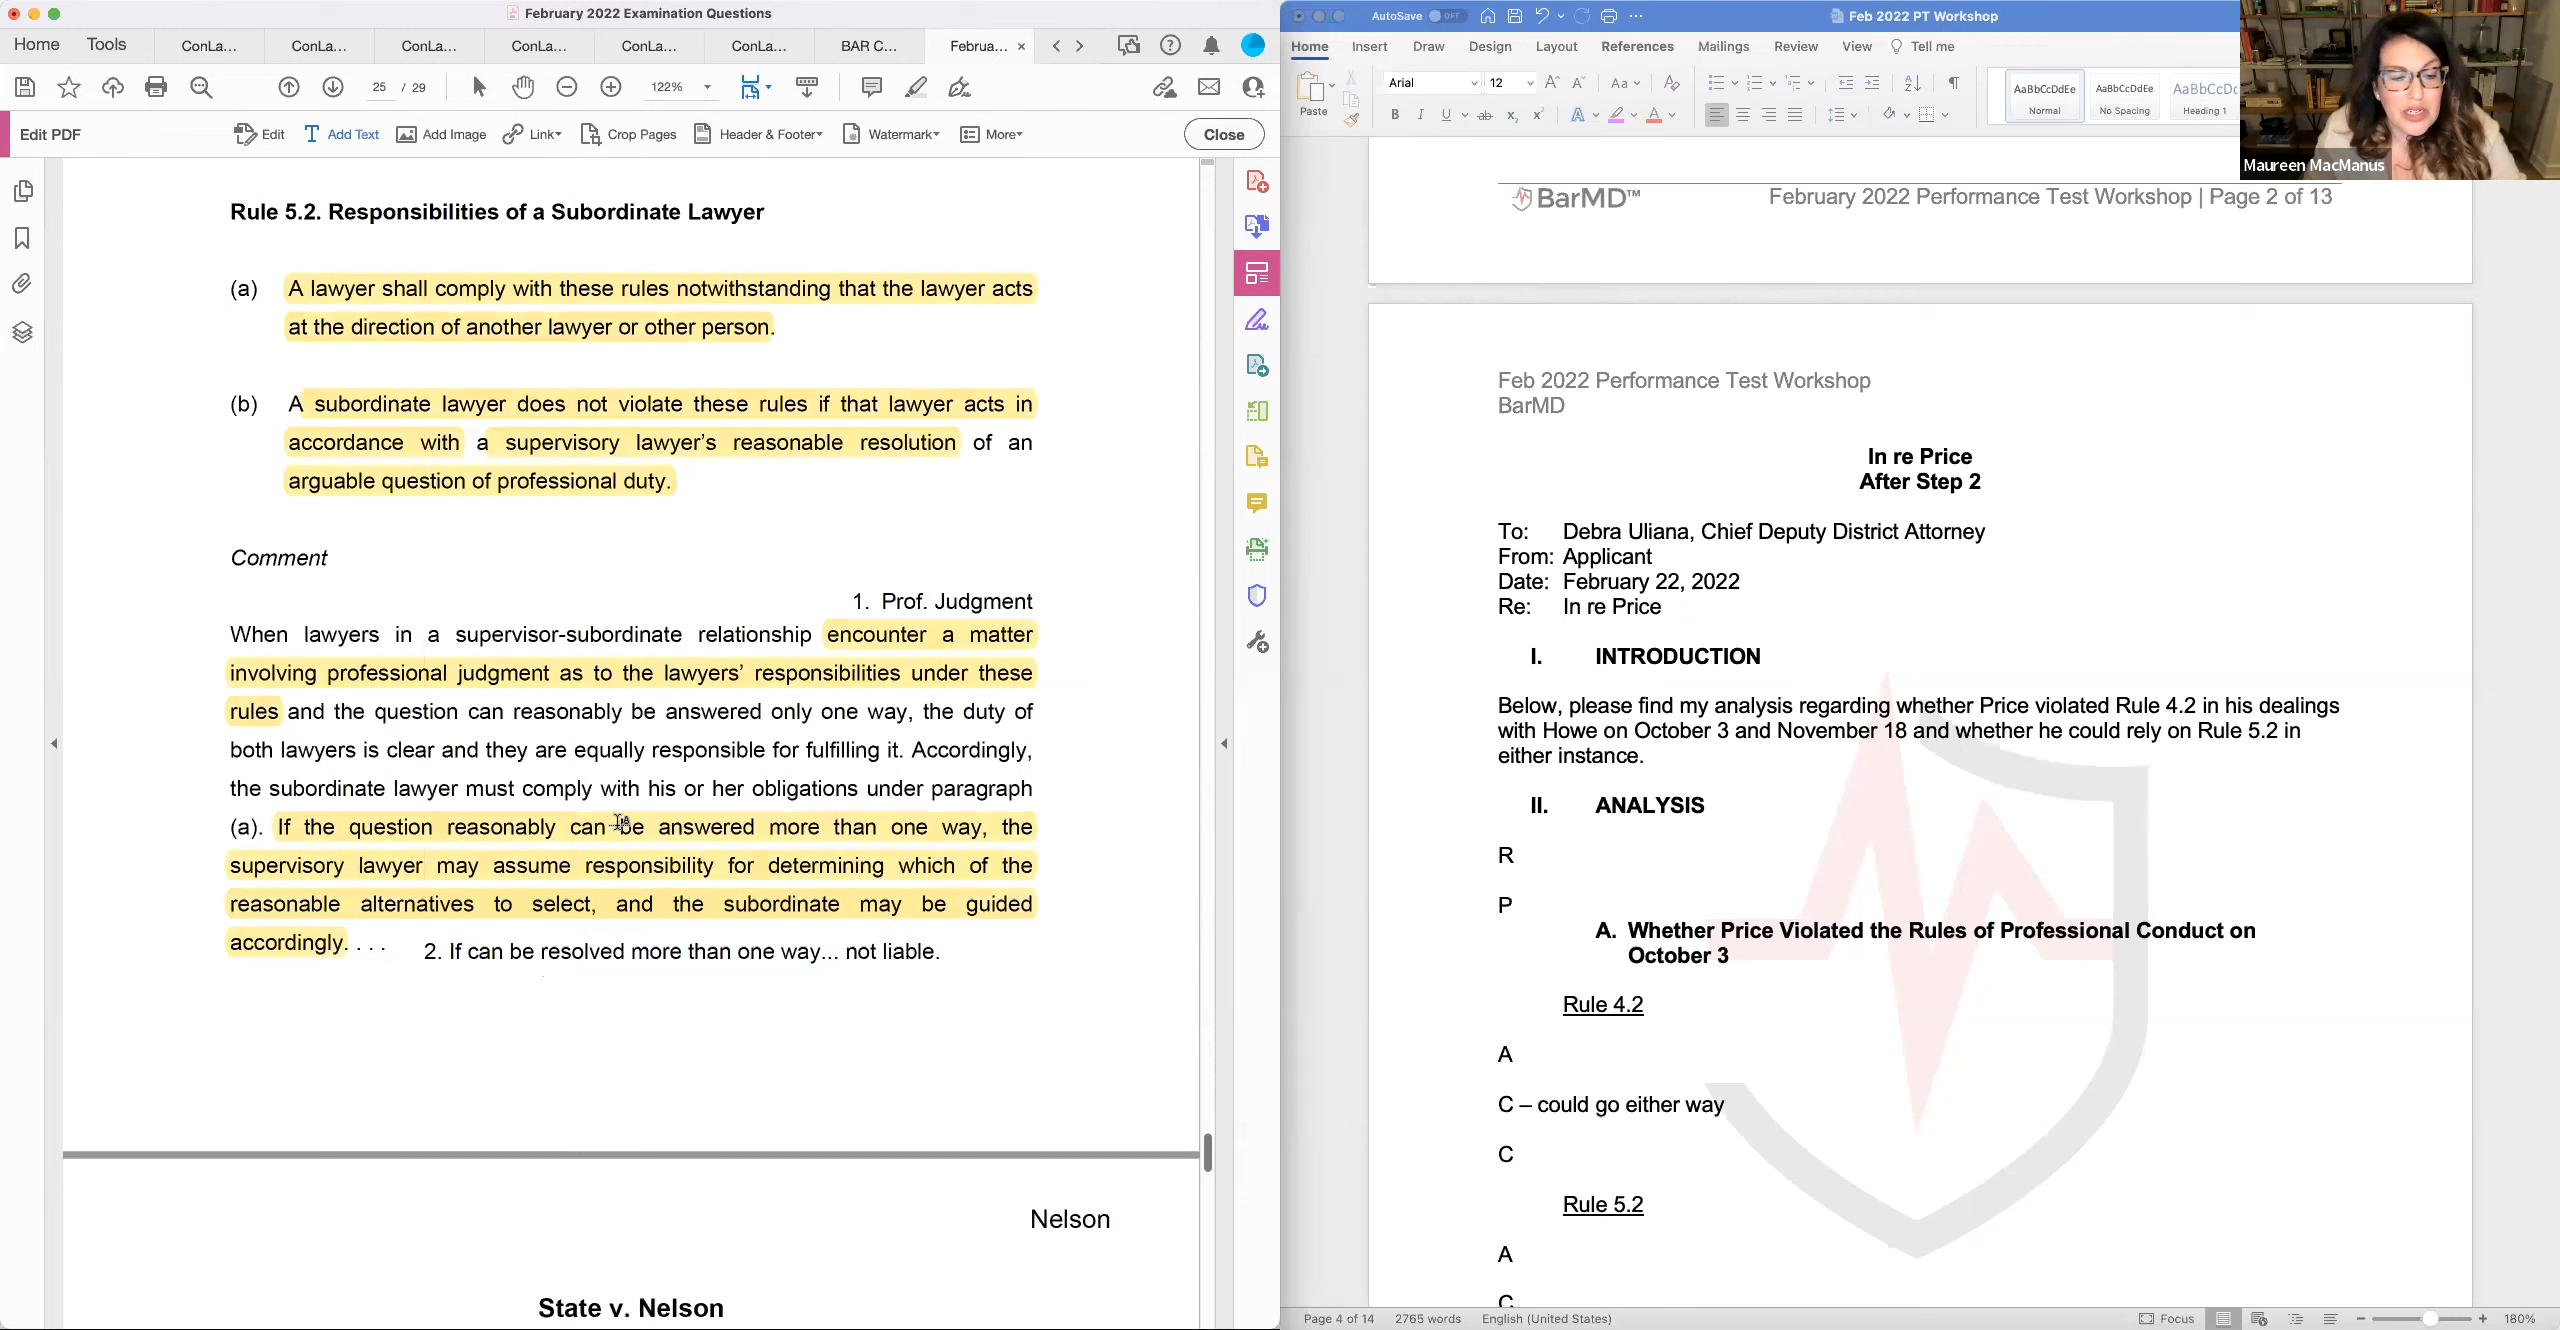 February 2022 Examination Questions
Home Tools ConLa... ConLa... ConLa... ConLa... ConLa... ConLa... BAR C... Februa... ×
25 / 29 122%
Edit PDF Edit Add Text Add Image Link Crop Pages Header & Footer Watermark More Close
Rule 5.2. Responsibilities of a Subordinate Lawyer
(a) A lawyer shall comply with these rules notwithstanding that the lawyer acts
at the direction of another lawyer or other person.
(b) A subordinate lawyer does not violate these rules if that lawyer acts in
accordance with a supervisory lawyer's reasonable resolution of an
arguable question of professional duty.
Comment
1. Prof. Judgment
When lawyers in a supervisor-subordinate relationship encounter a matter
involving professional judgment as to the lawyers' responsibilities under these
rules and the question can reasonably be answered only one way, the duty of
both lawyers is clear and they are equally responsible for fulfilling it. Accordingly,
the subordinate lawyer must comply with his or her obligations under paragraph
(a). If the question reasonably can be answered more than one way, the
supervisory lawyer may assume responsibility for determining which of the
reasonable alternatives to select, and the subordinate may be guided
accordingly. . . .
2. If can be resolved more than one way... not liable.
Nelson
State v. Nelson
AutoSave OFF ... Feb 2022 PT Workshop
Home Insert Draw Design Layout References Mailings Review View Tell me
Paste Arial 12 Aa
AaBbCcDdEe AaBbCcDdEe AaBbCcDc
Normal No Spacing Heading 1
Maureen MacManus
BarMD™ February 2022 Performance Test Workshop | Page 2 of 13
Feb 2022 Performance Test Workshop
BarMD
In re Price
After Step 2
To: Debra Uliana, Chief Deputy District Attorney
From: Applicant
Date: February 22, 2022
Re: In re Price
I. INTRODUCTION
Below, please find my analysis regarding whether Price violated Rule 4.2 in his dealings
with Howe on October 3 and November 18 and whether he could rely on Rule 5.2 in
either instance.
II. ANALYSIS
R
P
A. Whether Price Violated the Rules of Professional Conduct on
October 3
Rule 4.2
A
C – could go either way
C
Rule 5.2
A
C
Page 4 of 14 2765 words English (United States) Focus 180%